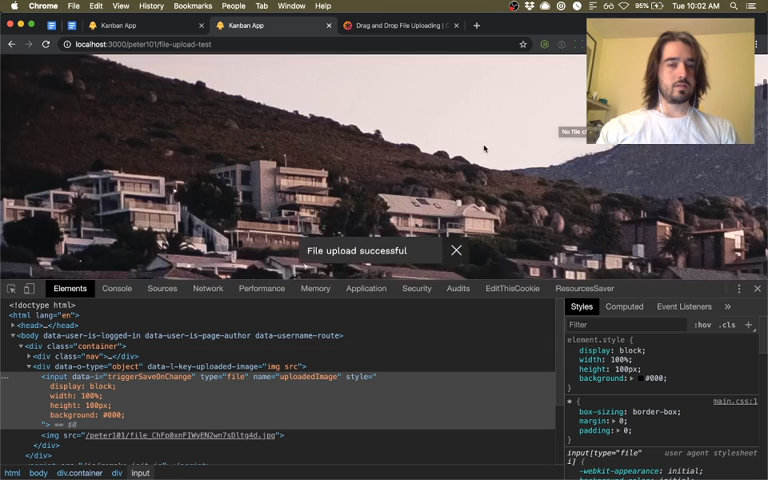 Chrome File Edit View History Bookmarks People Tab Window Help 95% Tue 10:02 AM
Kanban App Kanban App Drag and Drop File Uploading |
localhost:3000/peter101/file-upload-test
No file
File upload successful
Elements Console Sources Network Performance Memory Application Security Audits EditThisCookie ResourcesSaver
Styles Computed Event Listeners »
Filter :hov .cls +
<!doctype html>
<html lang="en">
<head>…</head>
<body data-user-is-logged-in data-user-is-page-author data-username-route>
<div class="container">
<div class="nav">…</div>
<div data-o-type="object" data-l-key-uploaded-image="img src">
<input data-i="triggerSaveOnChange" type="file" name="uploadedImage" style="
display: block;
width: 100%;
height: 100px;
background: #000;
"> == $0
<img src="/peter101/file_ChFp0xnFIWyEN2wn7sDltg4d.jpg">
</div>
</div>
element.style {
display: block;
width: 100%;
height: 100px;
background: #000;
}
* { main.css:1
box-sizing: border-box;
margin: 0;
padding: 0;
}
input[type="file" user agent stylesheet
i] {
-webkit-appearance: initial;
html body div.container div input